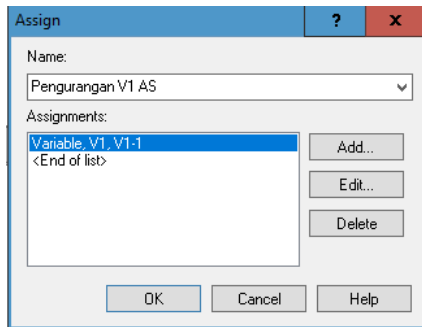 Assign ? x
Name:
Pengurangan V1 AS
Assignments:
Variable, V1, V1-1
<End of list>
Add...
Edit...
Delete
OK Cancel Help